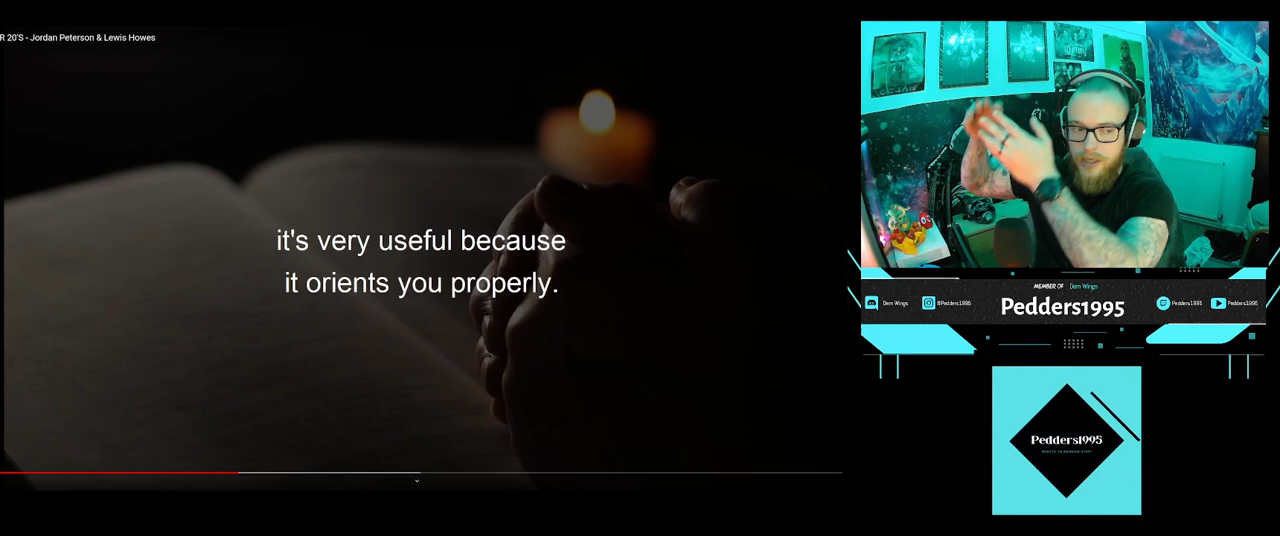 R 20'S - Jordan Peterson & Lewis Howes
it's very useful because
it orients you properly.
MEMBER OF Dem Wings
Dem Wings
#Pedders1995
Pedders1995
Pedders1995
Pedders1995
Pedders1995